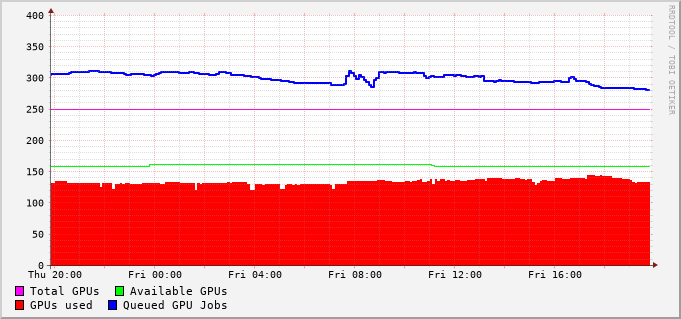 400
350
300
250
200
150
100
50
0
Thu 20:00 Fri 00:00 Fri 04:00 Fri 08:00 Fri 12:00 Fri 16:00
Total GPUs Available GPUs
GPUs used Queued GPU Jobs
RRDTOOL / TOBI OETIKER